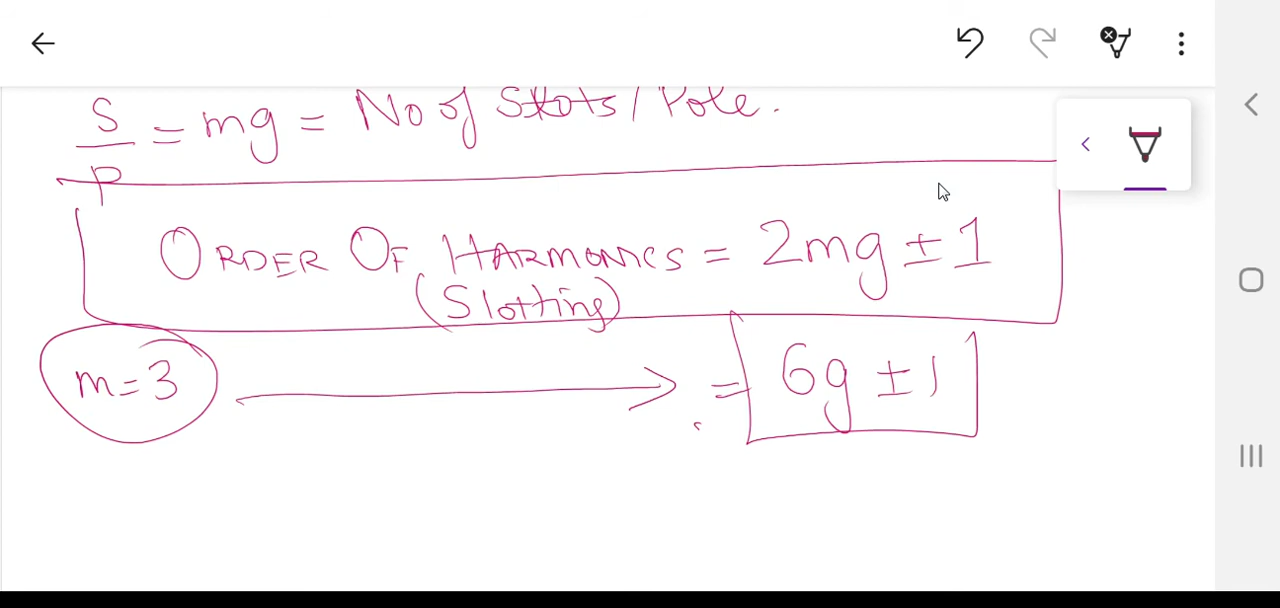 S/P = mg = No of Slots / Pole.
ORDER OF HARMONICS = 2mg ± 1
(Slotting)
m = 3 → = 6g ± 1